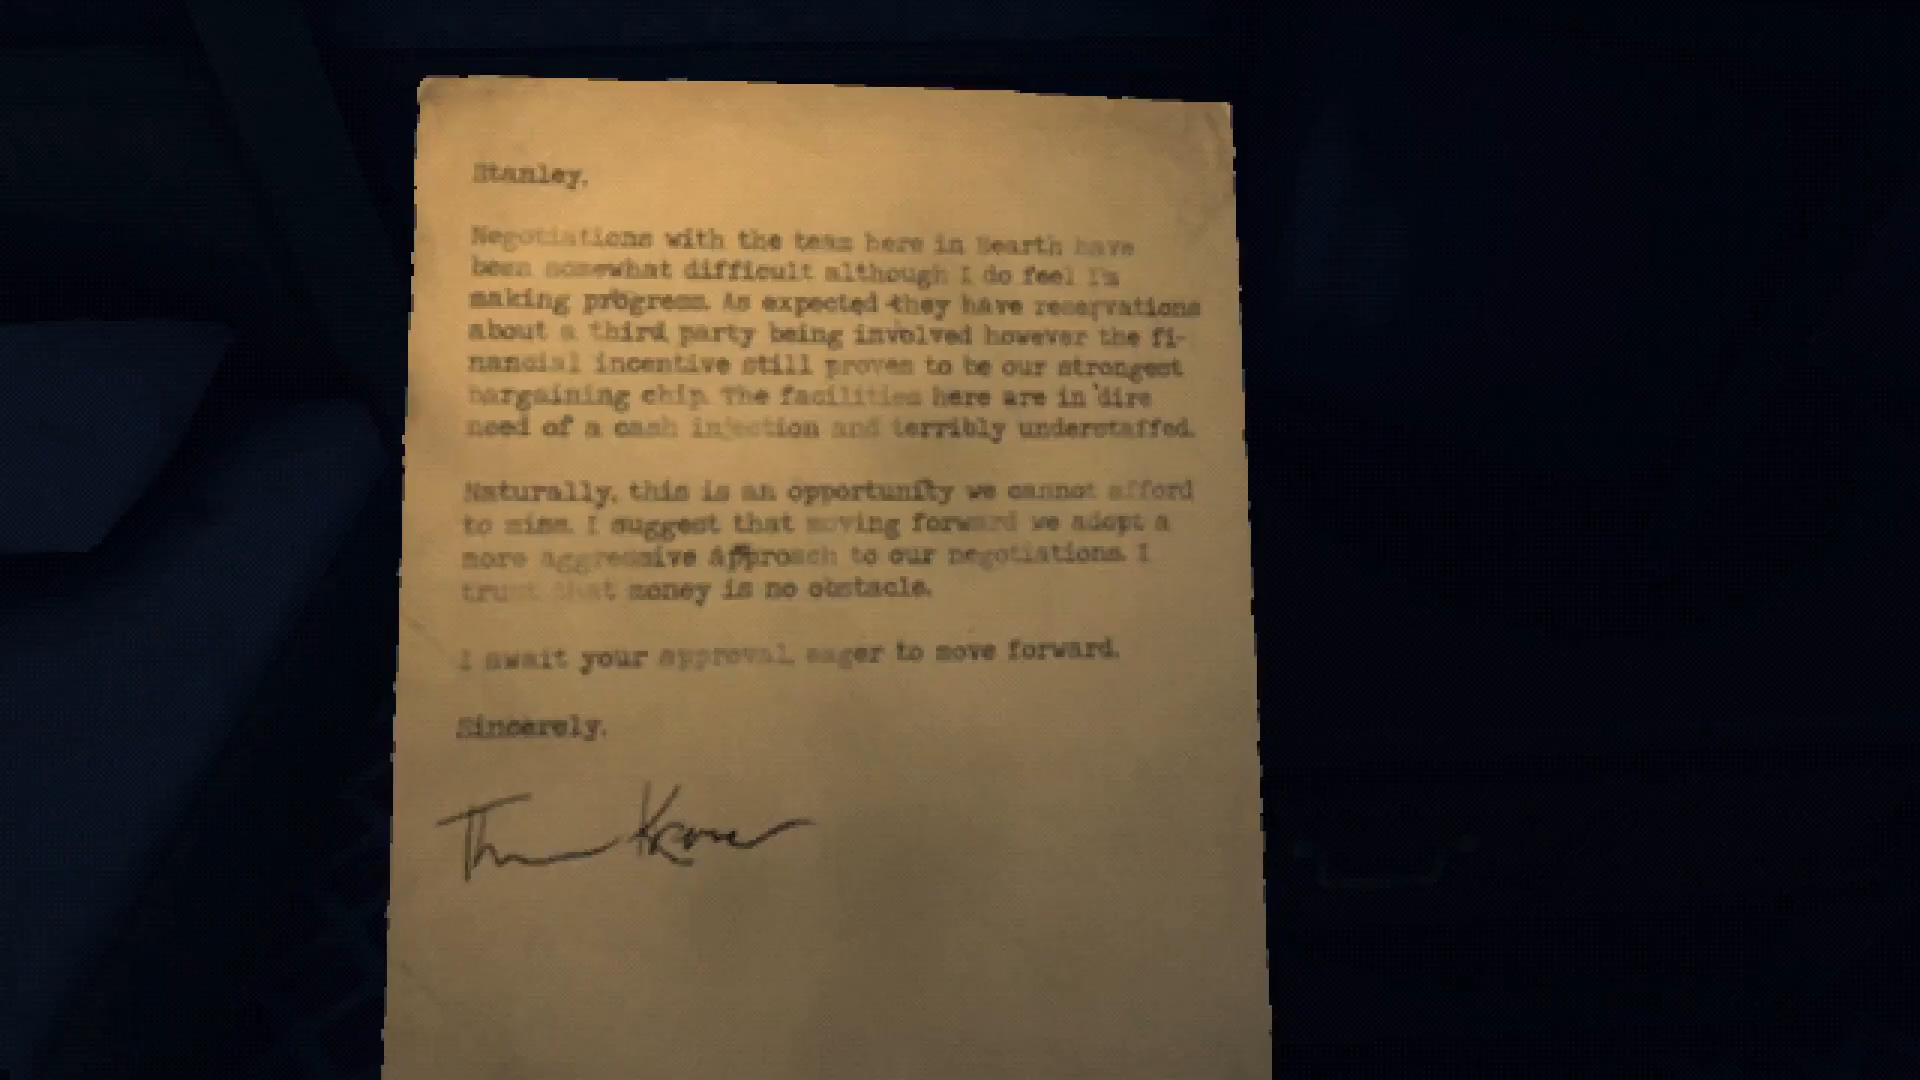 Stanley,
Negotiations with the team here in Hearth have
been somewhat difficult although I do feel I'm
making progress. As expected they have reservations
about a third party being involved however the fi-
nancial incentive still proves to be our strongest
bargaining chip. The facilities here are in dire
need of a cash injection and terribly understaffed.
Naturally, this is an opportunity we cannot afford
to miss. I suggest that moving forward we adopt a
more aggressive approach to our negotiations. I
trust that money is no obstacle.
I await your approval, eager to move forward.
Sincerely,